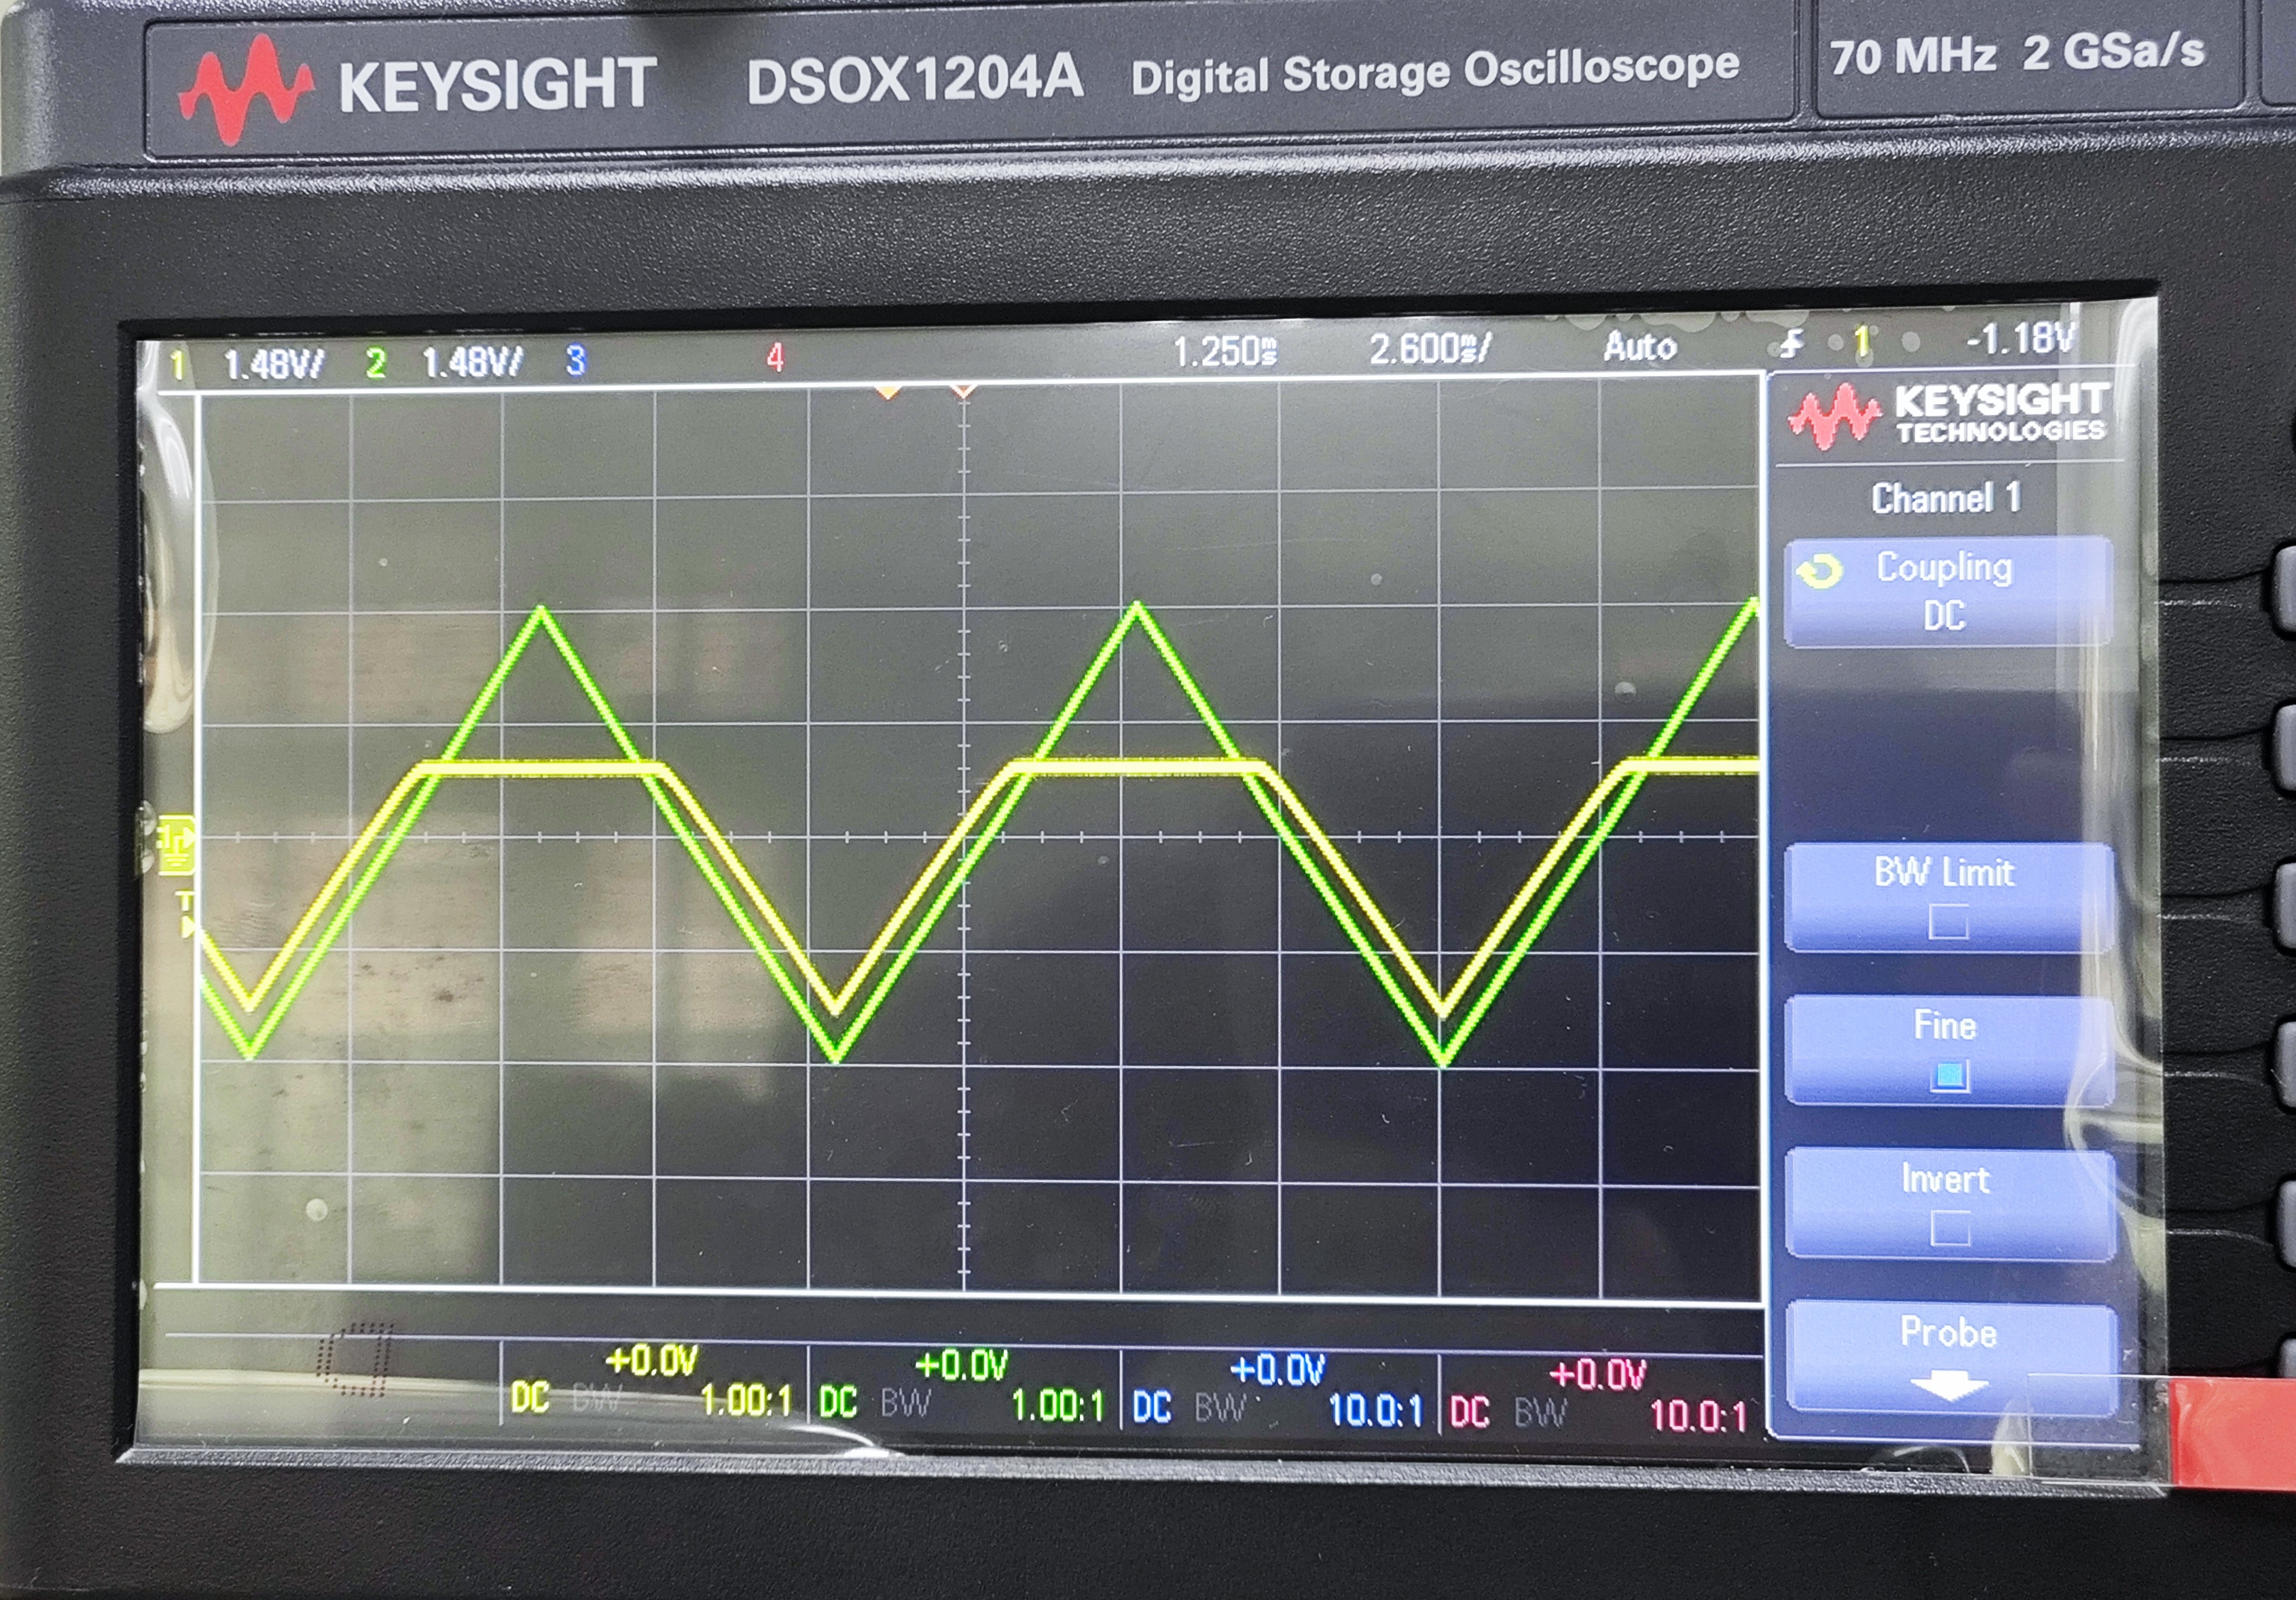 KEYSIGHT DSOX1204A Digital Storage Oscilloscope 70 MHz 2 GSa/s
1 1.48V/ 2 1.48V/ 3 4 1.250ms 2.600ms/ Auto 1 -1.18V
KEYSIGHT
TECHNOLOGIES
Channel 1
Coupling
DC
BW Limit
Fine
Invert
Probe
T
+0.0V +0.0V +0.0V +0.0V
DC BW 1.00:1 DC BW 1.00:1 DC BW 10.0:1 DC BW 10.0:1